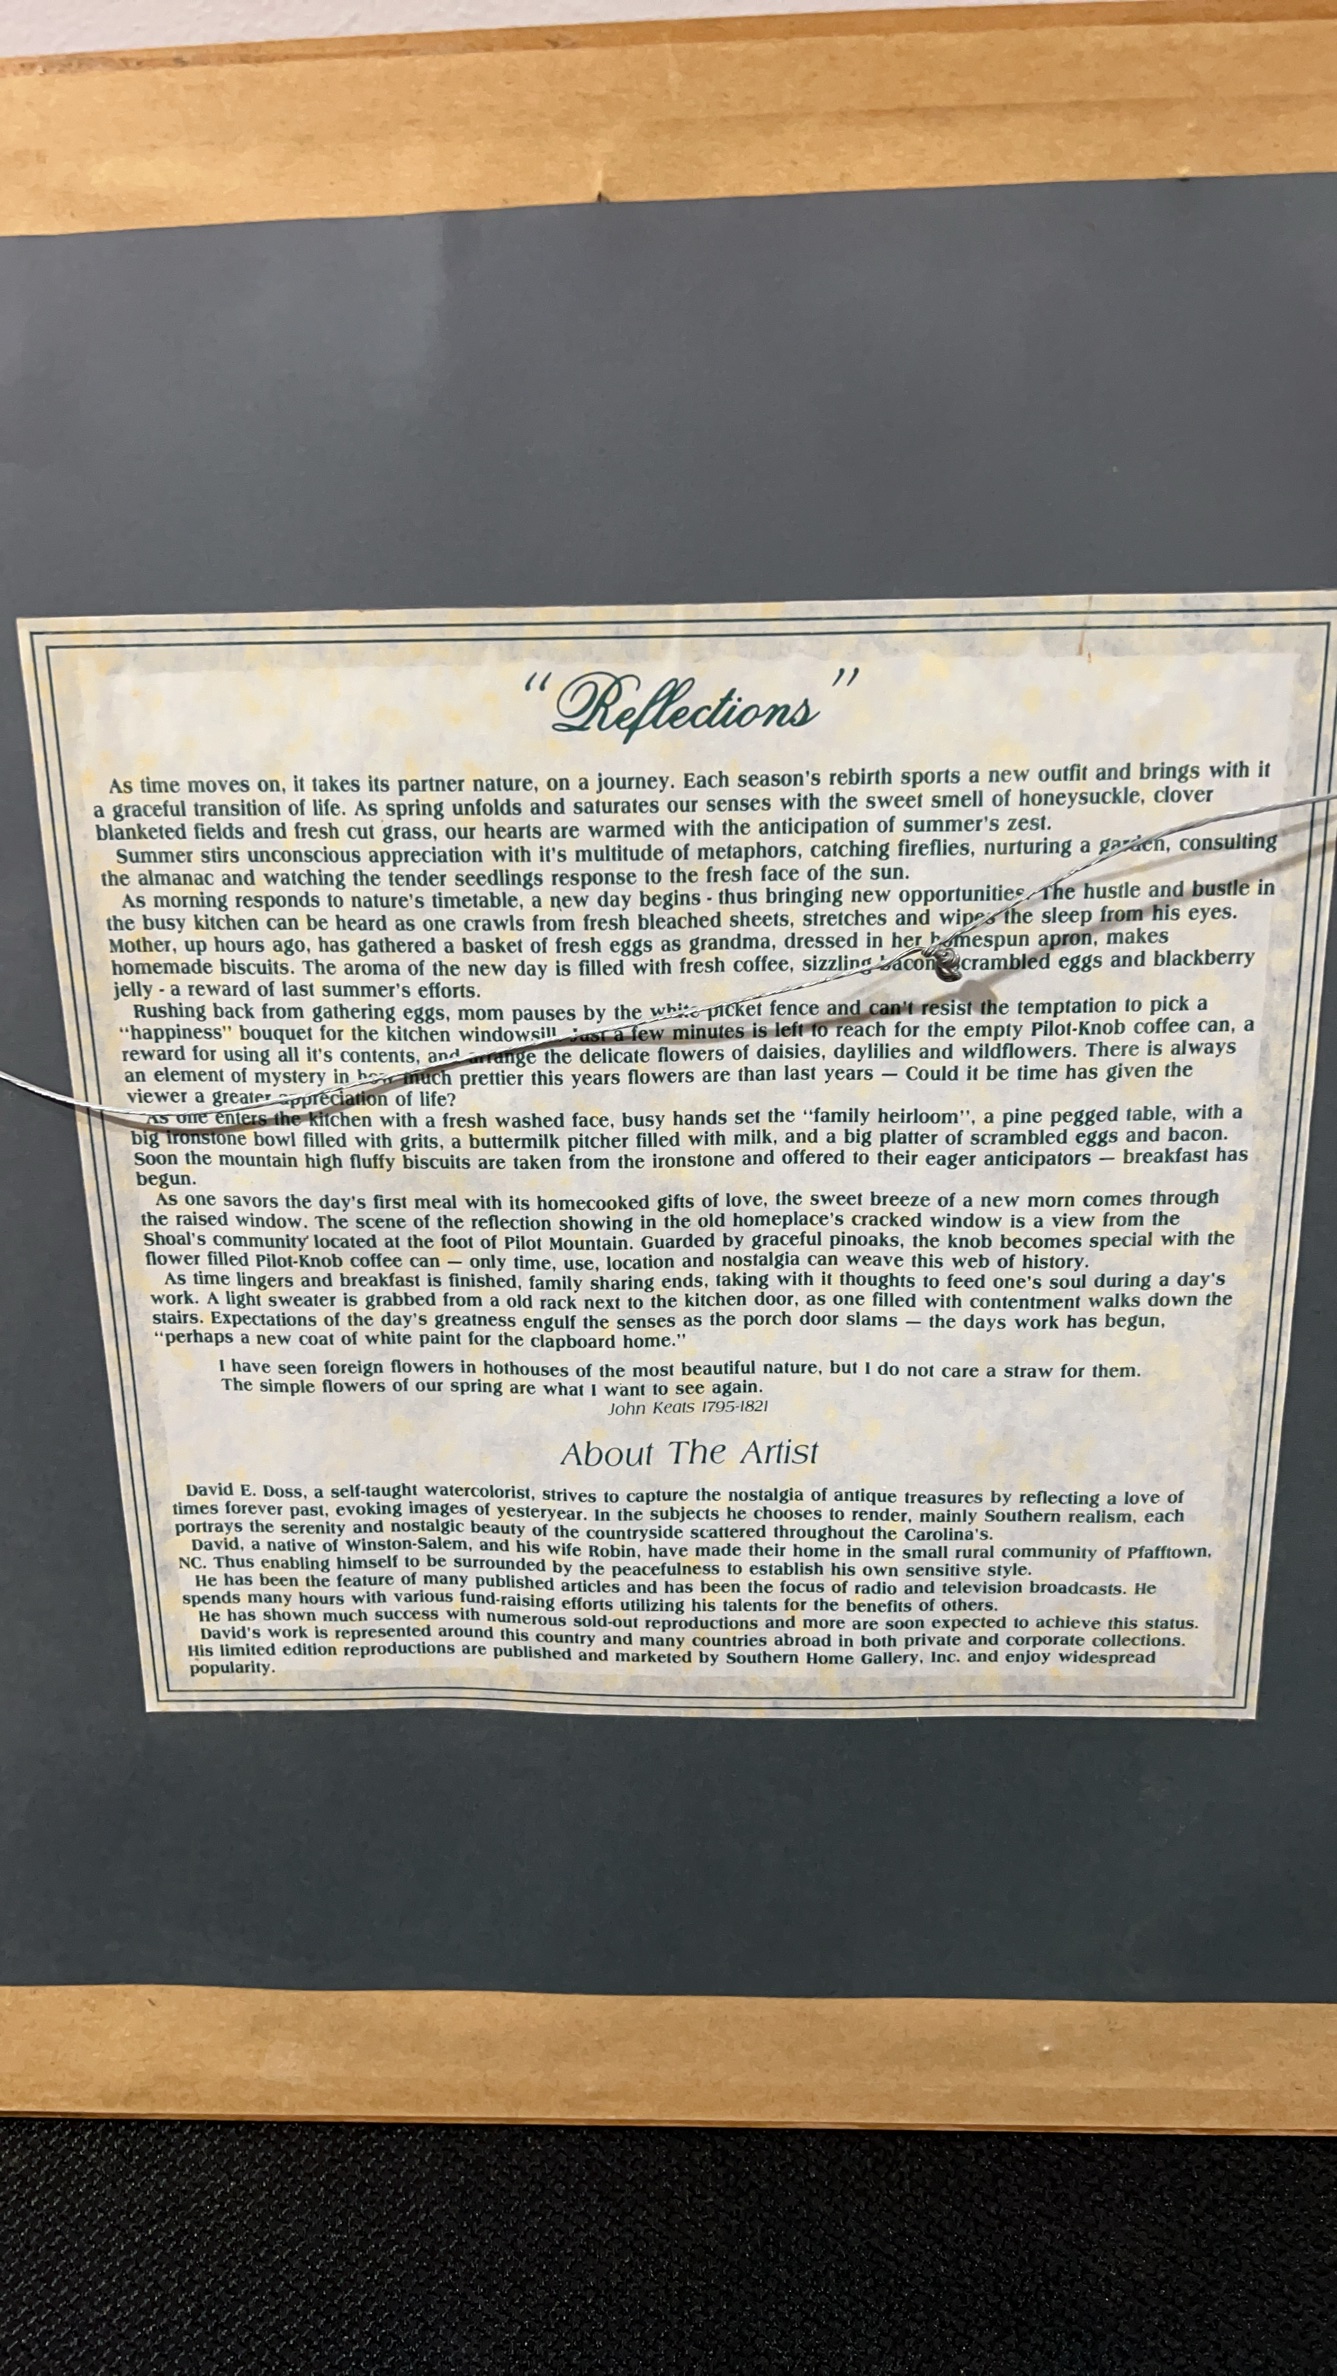 "Reflections"
As time moves on, it takes its partner nature, on a journey. Each season's rebirth sports a new outfit and brings with it
a graceful transition of life. As spring unfolds and saturates our senses with the sweet smell of honeysuckle, clover
blanketed fields and fresh cut grass, our hearts are warmed with the anticipation of summer's zest.
Summer stirs unconscious appreciation with it's multitude of metaphors, catching fireflies, nurturing a garden, consulting
the almanac and watching the tender seedlings response to the fresh face of the sun.
As morning responds to nature's timetable, a new day begins - thus bringing new opportunities. The hustle and bustle in
the busy kitchen can be heard as one crawls from fresh bleached sheets, stretches and wipes the sleep from his eyes.
Mother, up hours ago, has gathered a basket of fresh eggs as grandma, dressed in her homespun apron, makes
homemade biscuits. The aroma of the new day is filled with fresh coffee, sizzling bacon, scrambled eggs and blackberry
jelly - a reward of last summer's efforts.
Rushing back from gathering eggs, mom pauses by the white picket fence and can't resist the temptation to pick a
"happiness" bouquet for the kitchen windowsill. Just a few minutes is left to reach for the empty Pilot-Knob coffee can, a
reward for using all it's contents, and arrange the delicate flowers of daisies, daylilies and wildflowers. There is always
an element of mystery in how much prettier this years flowers are than last years — Could it be time has given the
viewer a greater appreciation of life?
As one enters the kitchen with a fresh washed face, busy hands set the "family heirloom", a pine pegged table, with a
big ironstone bowl filled with grits, a buttermilk pitcher filled with milk, and a big platter of scrambled eggs and bacon.
Soon the mountain high fluffy biscuits are taken from the ironstone and offered to their eager anticipators — breakfast has
begun.
As one savors the day's first meal with its homecooked gifts of love, the sweet breeze of a new morn comes through
the raised window. The scene of the reflection showing in the old homeplace's cracked window is a view from the
Shoal's community located at the foot of Pilot Mountain. Guarded by graceful pinoaks, the knob becomes special with the
flower filled Pilot-Knob coffee can — only time, use, location and nostalgia can weave this web of history.
As time lingers and breakfast is finished, family sharing ends, taking with it thoughts to feed one's soul during a day's
work. A light sweater is grabbed from a old rack next to the kitchen door, as one filled with contentment walks down the
stairs. Expectations of the day's greatness engulf the senses as the porch door slams — the days work has begun,
"perhaps a new coat of white paint for the clapboard home."
I have seen foreign flowers in hothouses of the most beautiful nature, but I do not care a straw for them.
The simple flowers of our spring are what I want to see again.
John Keats 1795-1821
About The Artist
David E. Doss, a self-taught watercolorist, strives to capture the nostalgia of antique treasures by reflecting a love of
times forever past, evoking images of yesteryear. In the subjects he chooses to render, mainly Southern realism, each
portrays the serenity and nostalgic beauty of the countryside scattered throughout the Carolina's.
David, a native of Winston-Salem, and his wife Robin, have made their home in the small rural community of Pfafftown,
NC. Thus enabling himself to be surrounded by the peacefulness to establish his own sensitive style.
He has been the feature of many published articles and has been the focus of radio and television broadcasts. He
spends many hours with various fund-raising efforts utilizing his talents for the benefits of others.
He has shown much success with numerous sold-out reproductions and more are soon expected to achieve this status.
David's work is represented around this country and many countries abroad in both private and corporate collections.
His limited edition reproductions are published and marketed by Southern Home Gallery, Inc. and enjoy widespread
popularity.